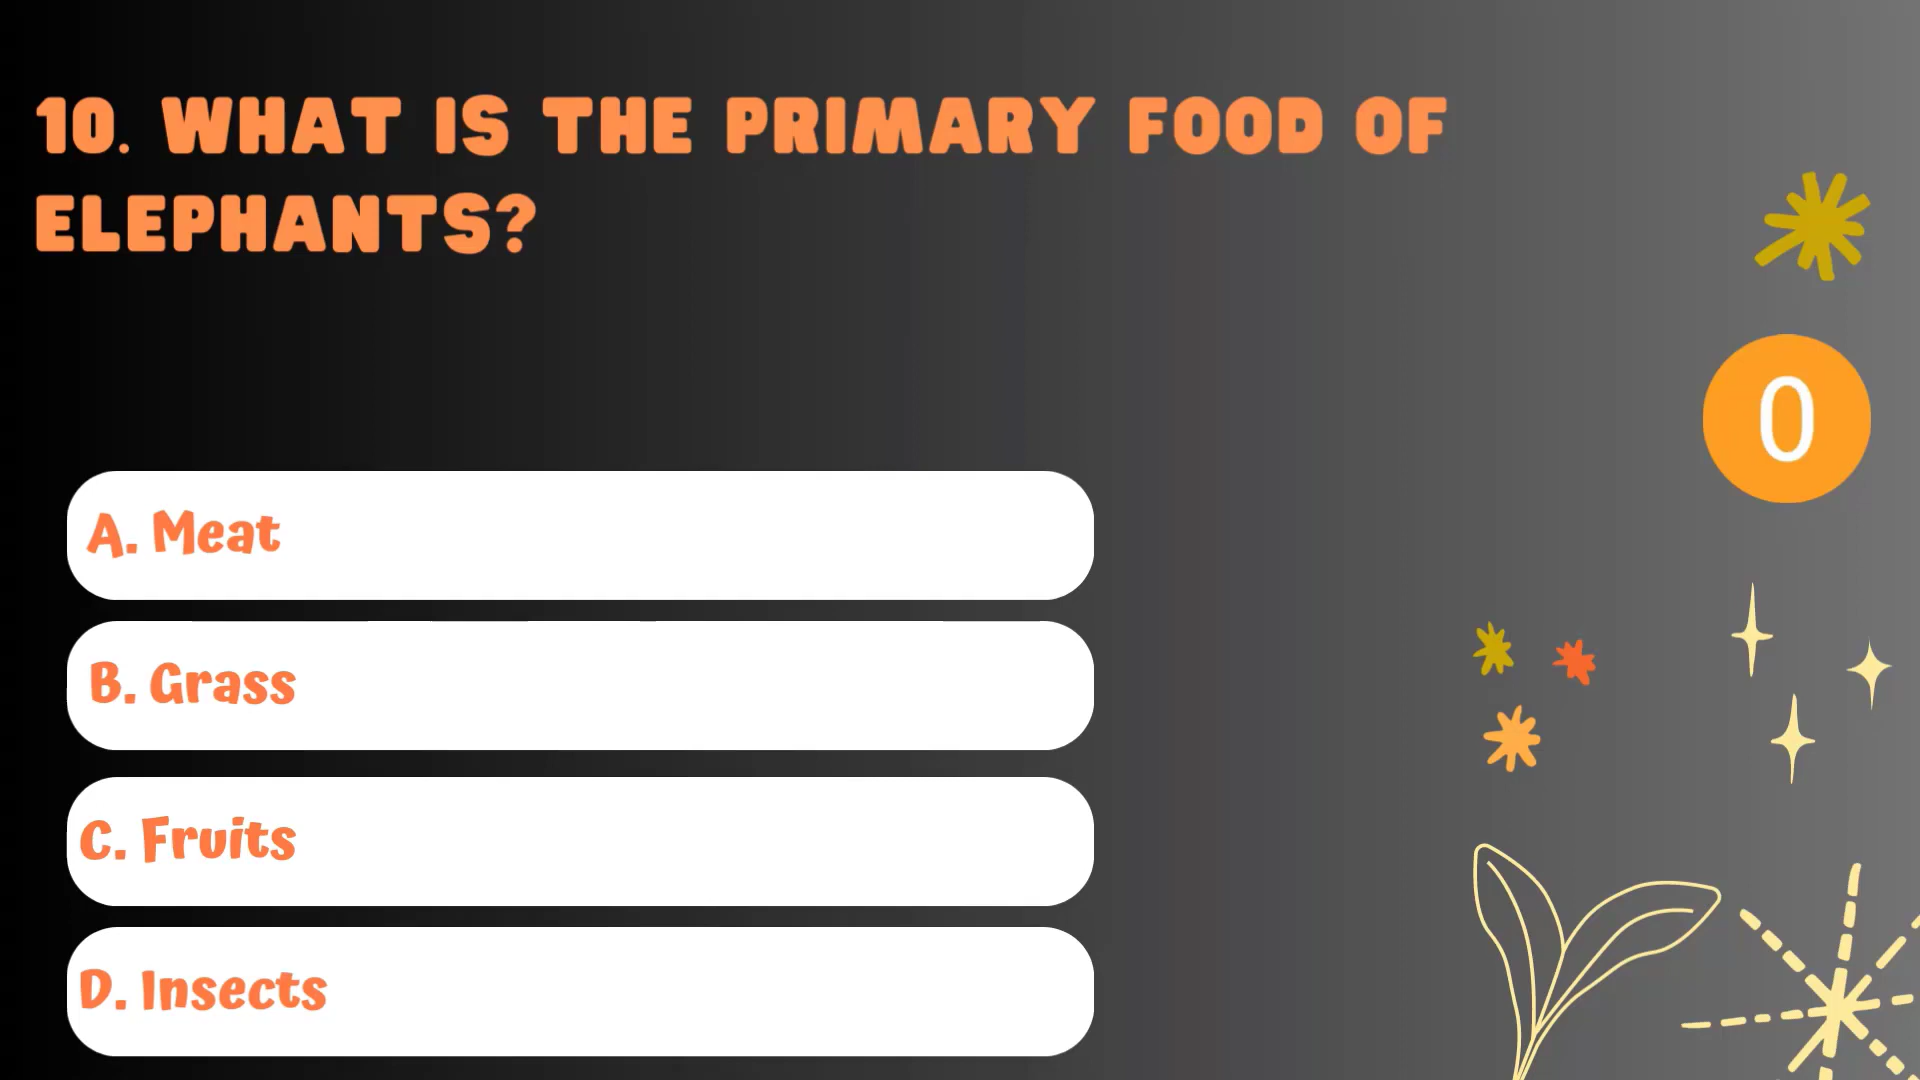 10. WHAT IS THE PRIMARY FOOD OF
ELEPHANTS?
0
A. Meat
B. Grass
C. Fruits
D. Insects